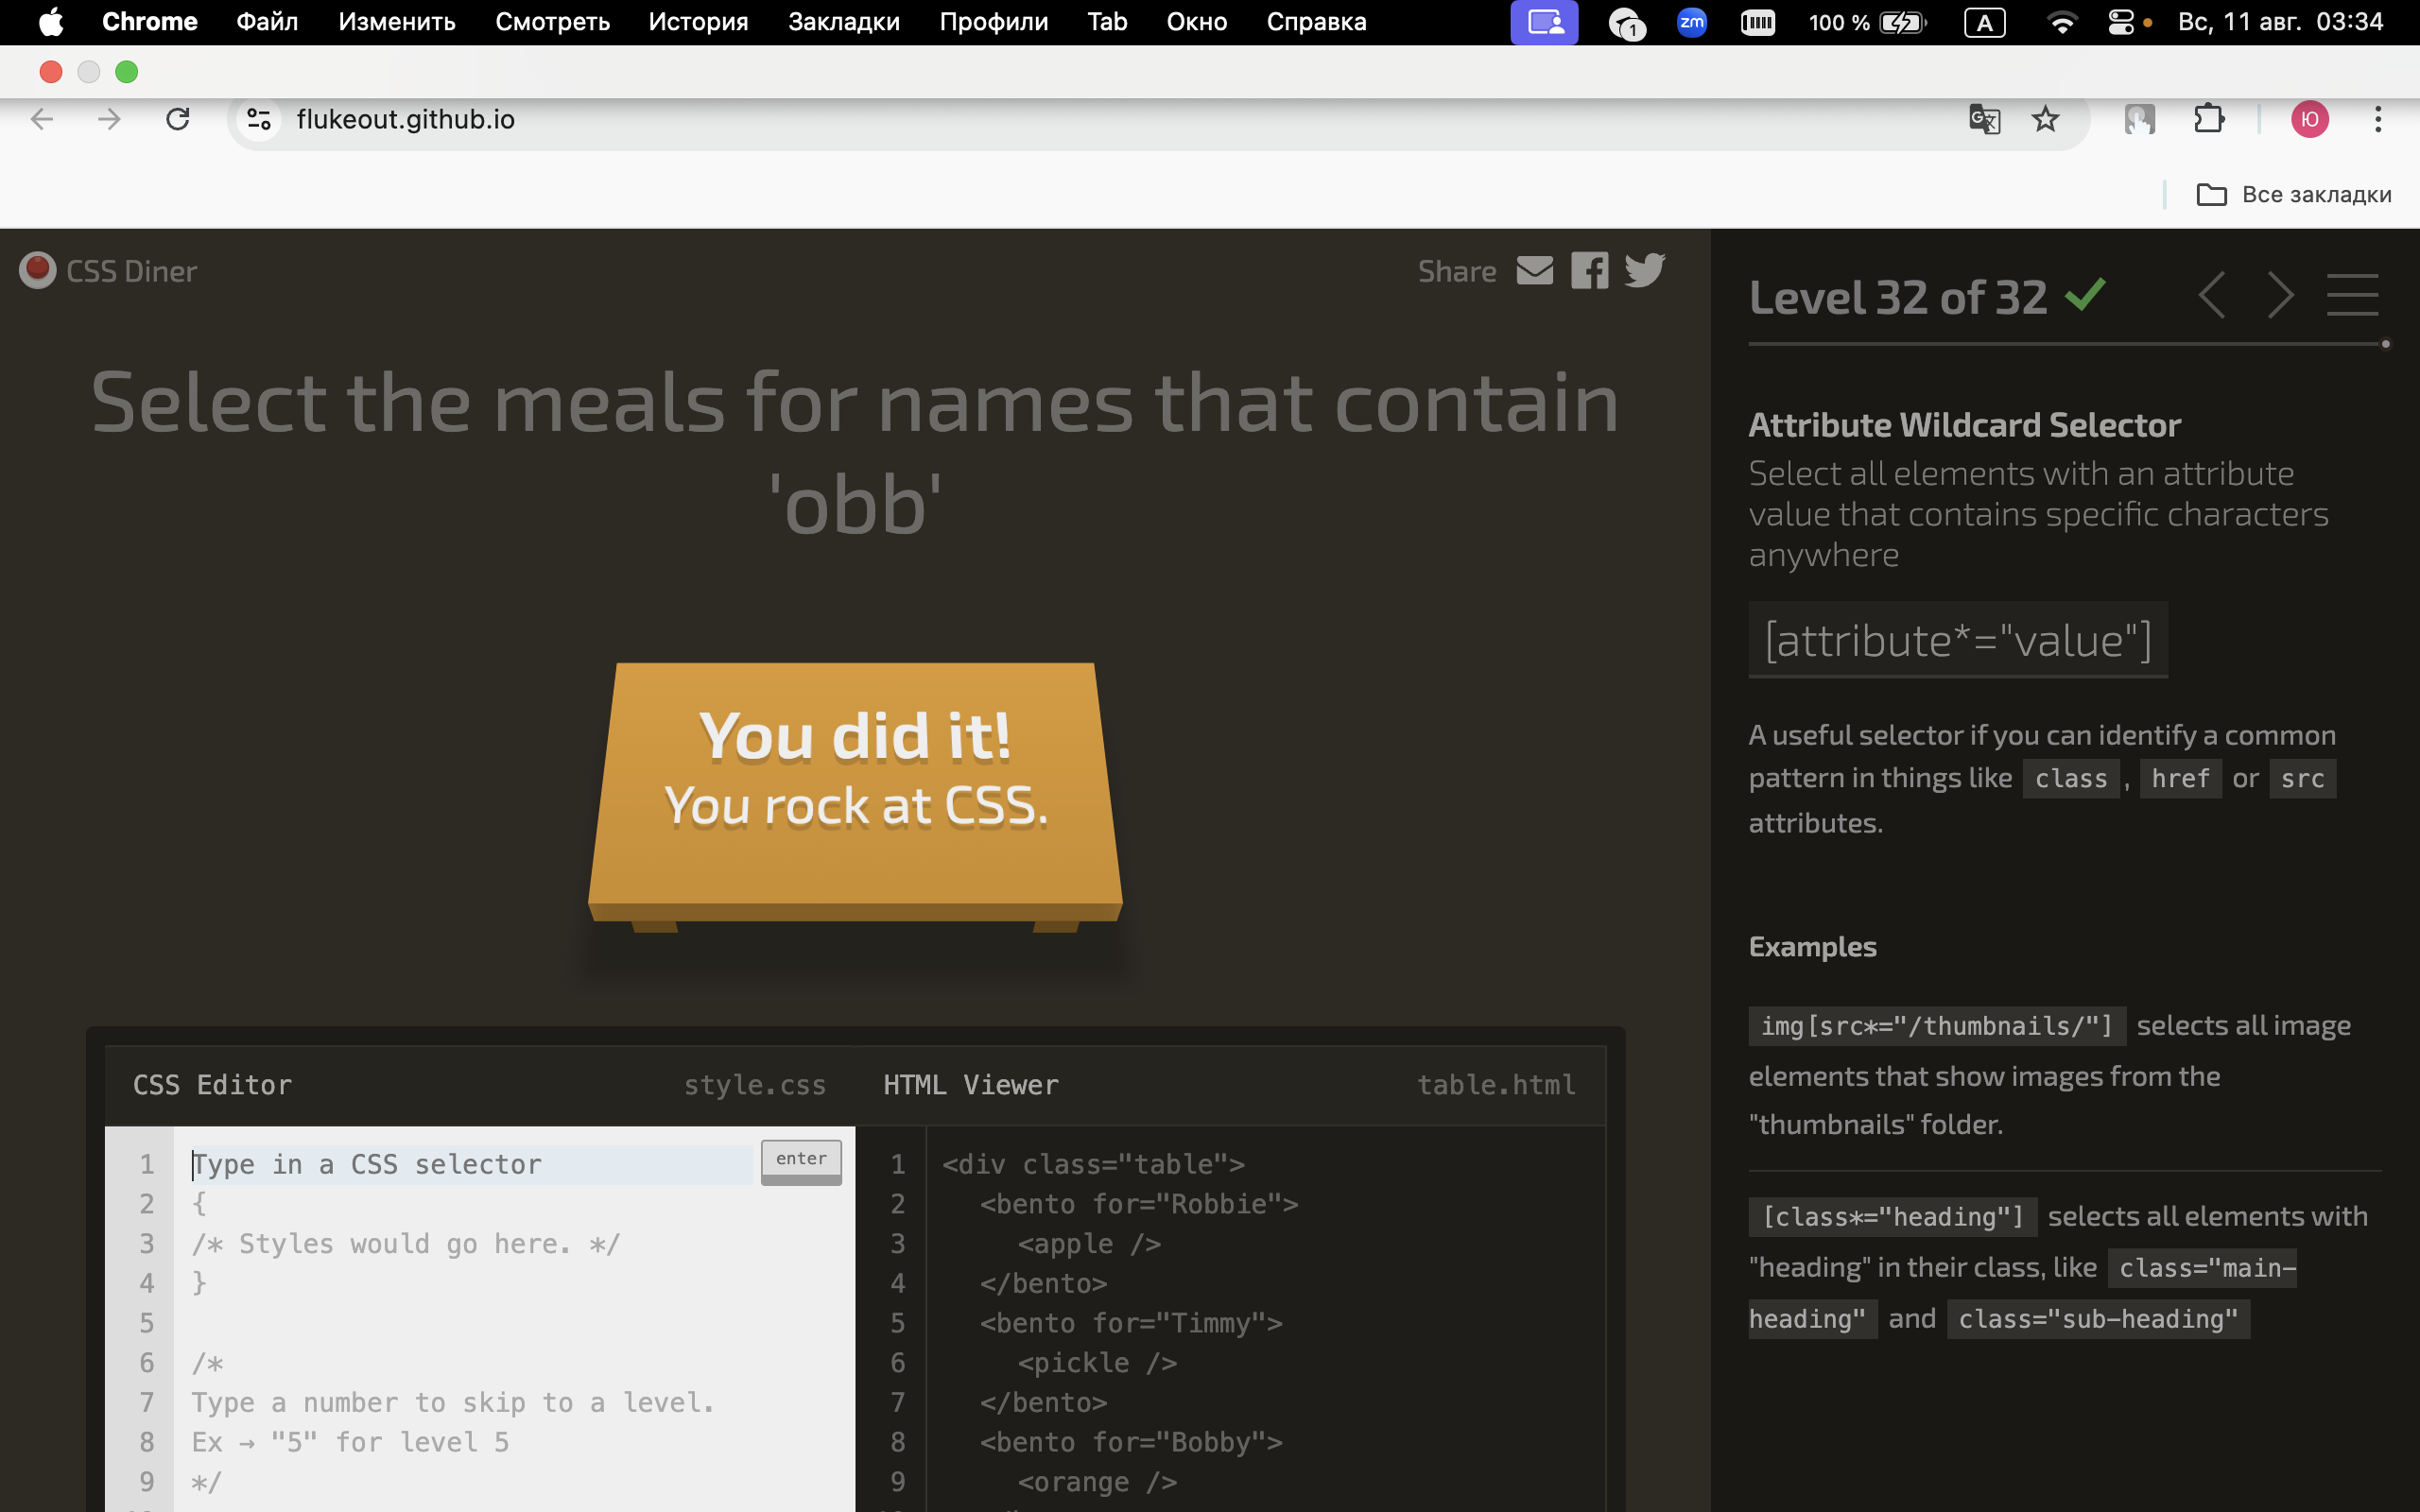 Chrome Файл Изменить Смотреть История Закладки Профили Tab Окно Справка 1 zm 100 % A Вс, 11 авг. 03:34
flukeout.github.io Ю
Все закладки
CSS Diner
Share
Select the meals for names that contain
'obb'
You did it!
You rock at CSS.
CSS Editor style.css
1 Type in a CSS selector enter
2 {
3 /* Styles would go here. */
4 }
5
6 /*
7 Type a number to skip to a level.
8 Ex → "5" for level 5
9 */
HTML Viewer table.html
1 <div class="table">
2 <bento for="Robbie">
3 <apple />
4 </bento>
5 <bento for="Timmy">
6 <pickle />
7 </bento>
8 <bento for="Bobby">
9 <orange />
Level 32 of 32
Attribute Wildcard Selector
Select all elements with an attribute
value that contains specific characters
anywhere
[attribute*="value"]
A useful selector if you can identify a common
pattern in things like class , href or src
attributes.
Examples
img[src*="/thumbnails/"] selects all image
elements that show images from the
"thumbnails" folder.
[class*="heading"] selects all elements with
"heading" in their class, like class="main-
heading" and class="sub-heading"